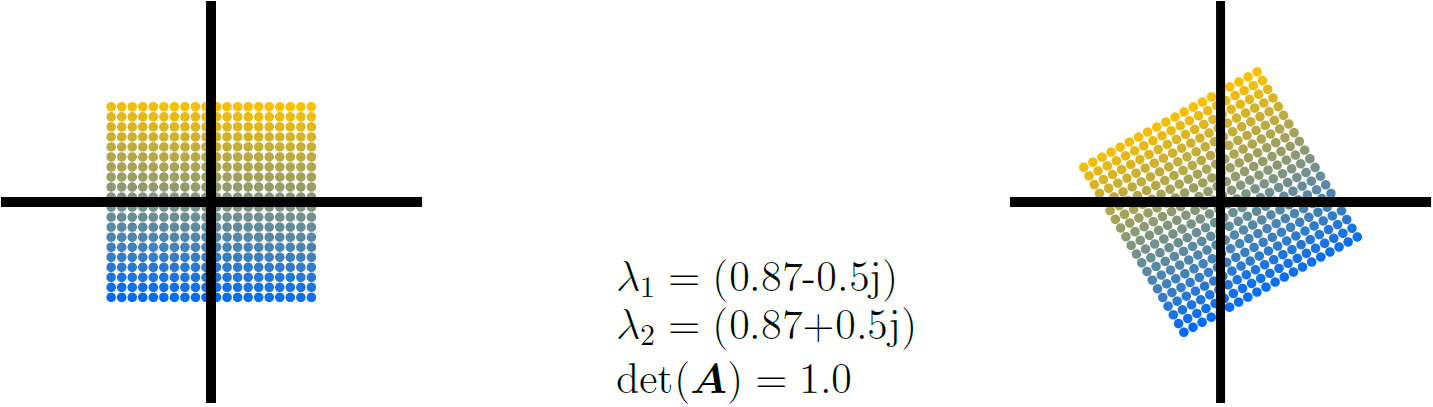 λ₁ = (0.87-0.5j)
λ₂ = (0.87+0.5j)
det(A) = 1.0